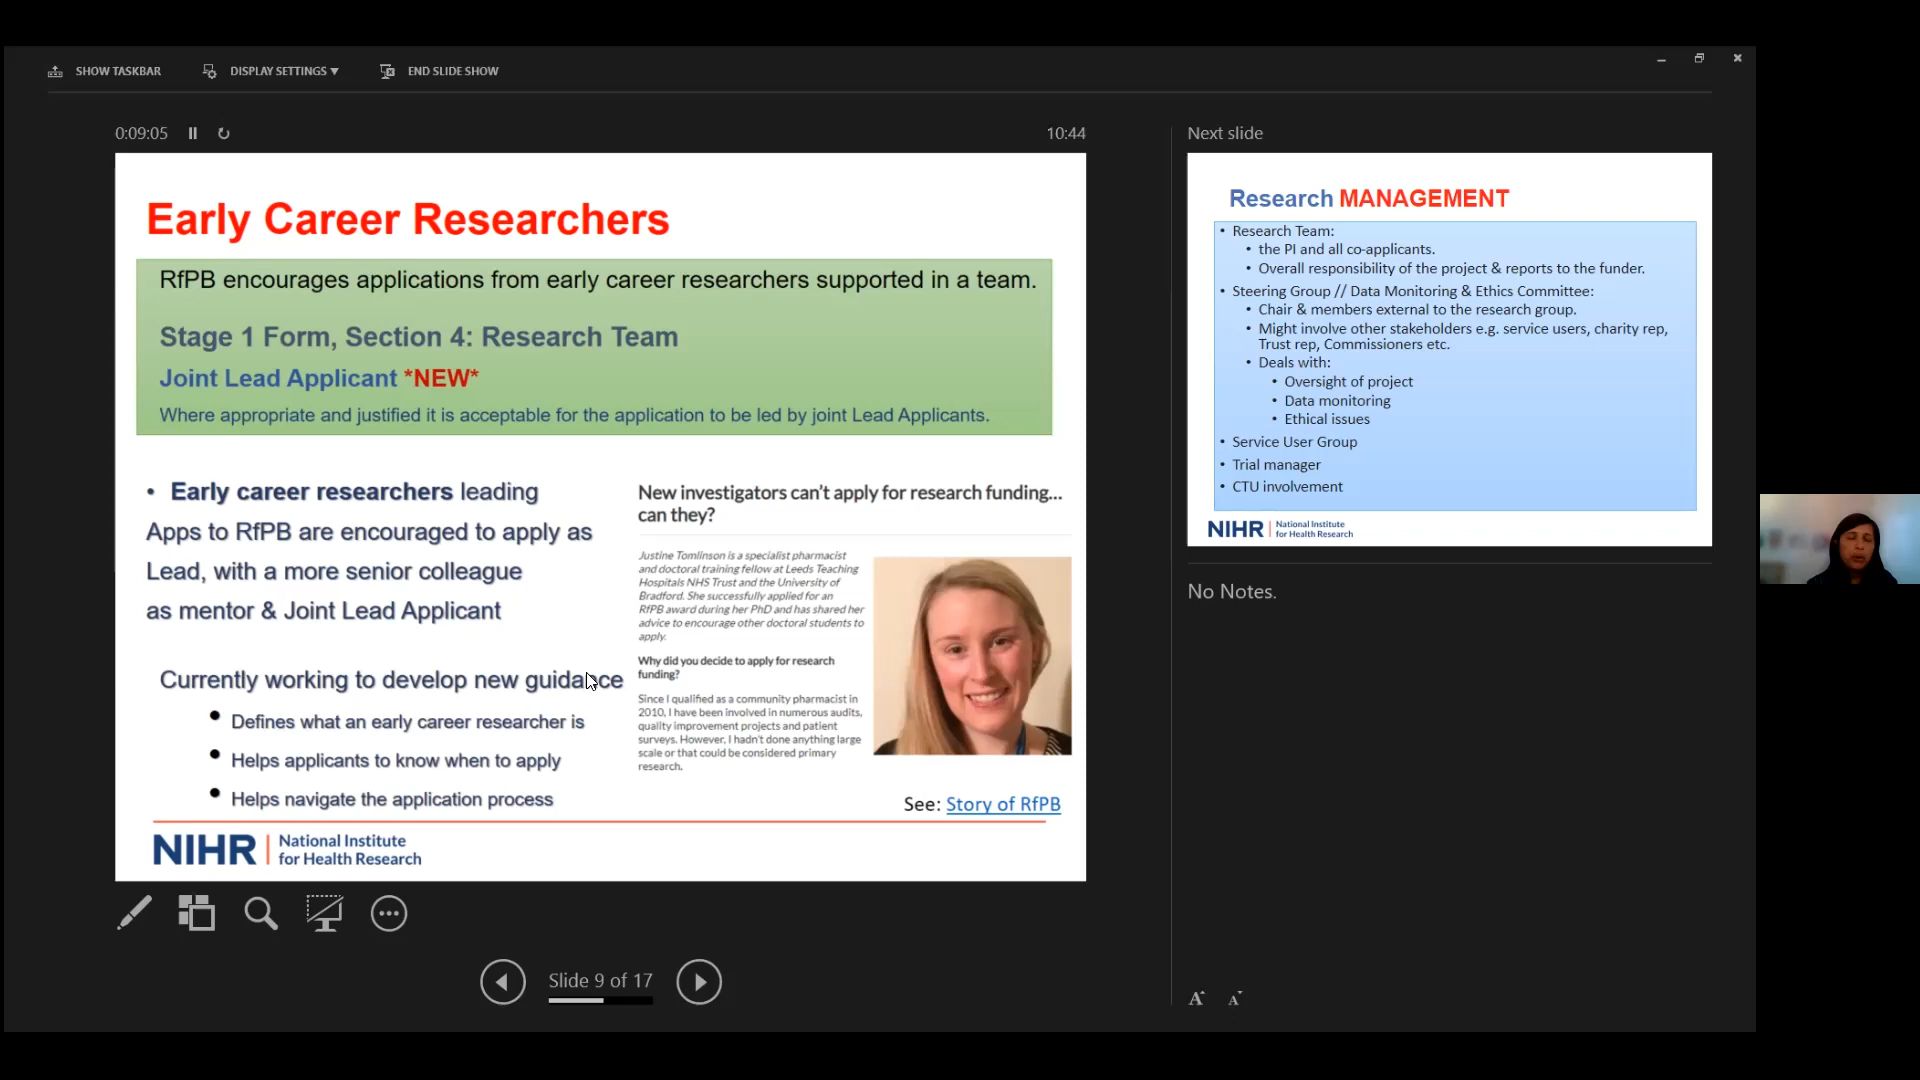 SHOW TASKBAR
DISPLAY SETTINGS ▾
END SLIDE SHOW
0:09:05
10:44
Early Career Researchers
RfPB encourages applications from early career researchers supported in a team.
Stage 1 Form, Section 4: Research Team
Joint Lead Applicant *NEW*
Where appropriate and justified it is acceptable for the application to be led by joint Lead Applicants.
• Early career researchers leading
Apps to RfPB are encouraged to apply as
Lead, with a more senior colleague
as mentor & Joint Lead Applicant
Currently working to develop new guidance
• Defines what an early career researcher is
• Helps applicants to know when to apply
• Helps navigate the application process
New investigators can't apply for research funding...
can they?
Justine Tomlinson is a specialist pharmacist
and doctoral training fellow at Leeds Teaching
Hospitals NHS Trust and the University of
Bradford. She successfully applied for an
RfPB award during her PhD and has shared her
advice to encourage other doctoral students to
apply.
Why did you decide to apply for research
funding?
Since I qualified as a community pharmacist in
2010, I have been involved in numerous audits,
quality improvement projects and patient
surveys. However, I hadn't done anything large
scale or that could be considered primary
research.
See: Story of RfPB
NIHR | National Institute
for Health Research
Slide 9 of 17
Next slide
Research MANAGEMENT
• Research Team:
• the PI and all co-applicants.
• Overall responsibility of the project & reports to the funder.
• Steering Group // Data Monitoring & Ethics Committee:
• Chair & members external to the research group.
• Might involve other stakeholders e.g. service users, charity rep,
Trust rep, Commissioners etc.
• Deals with:
• Oversight of project
• Data monitoring
• Ethical issues
• Service User Group
• Trial manager
• CTU involvement
NIHR | National Institute
for Health Research
No Notes.
A A